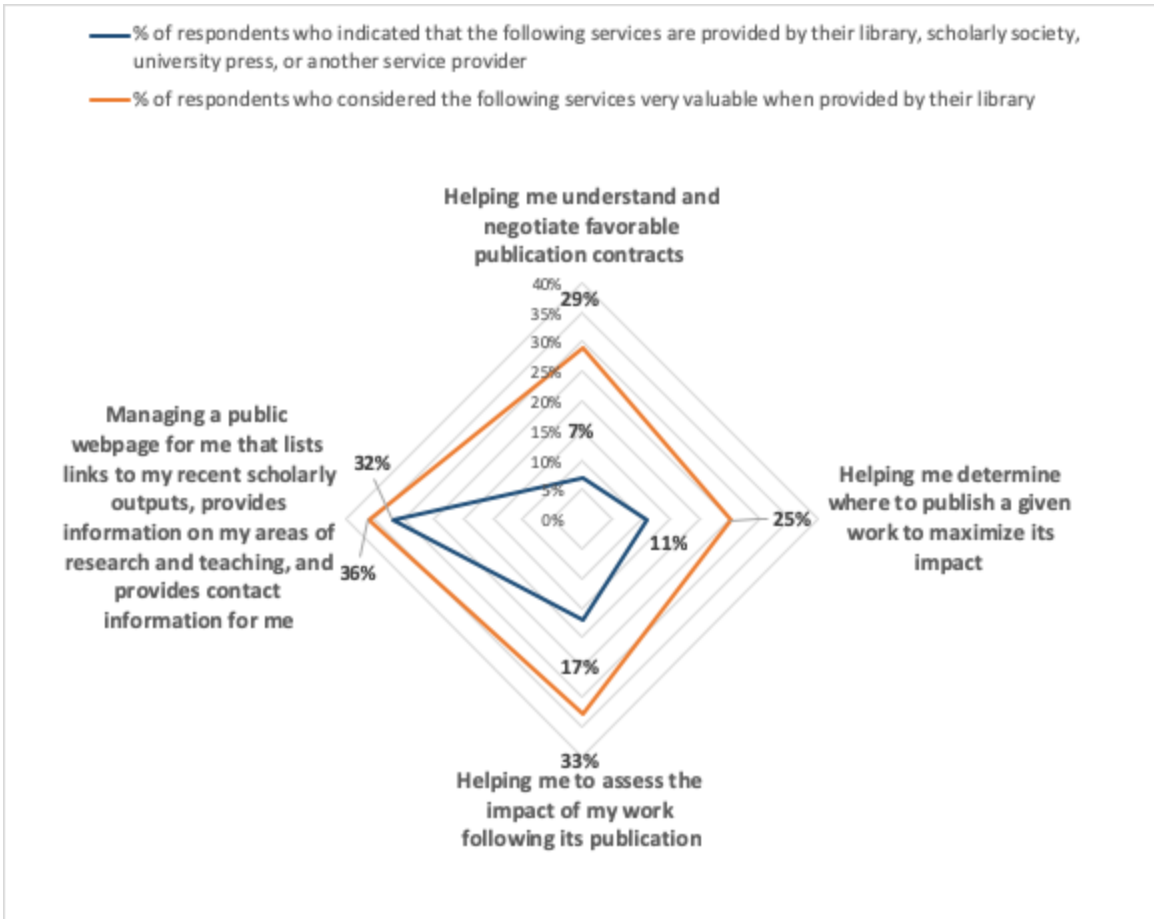 % of respondents who indicated that the following services are provided by their library, scholarly society,
university press, or another service provider
% of respondents who considered the following services very valuable when provided by their library
Helping me understand and
negotiate favorable
publication contracts
40%
29%
35%
30%
25%
20%
15%
7%
10%
5%
0%
Managing a public
webpage for me that lists
links to my recent scholarly
outputs, provides
information on my areas of
research and teaching, and
provides contact
information for me
32%
36%
Helping me determine
where to publish a given
work to maximize its
impact
25%
11%
17%
33%
Helping me to assess the
impact of my work
following its publication